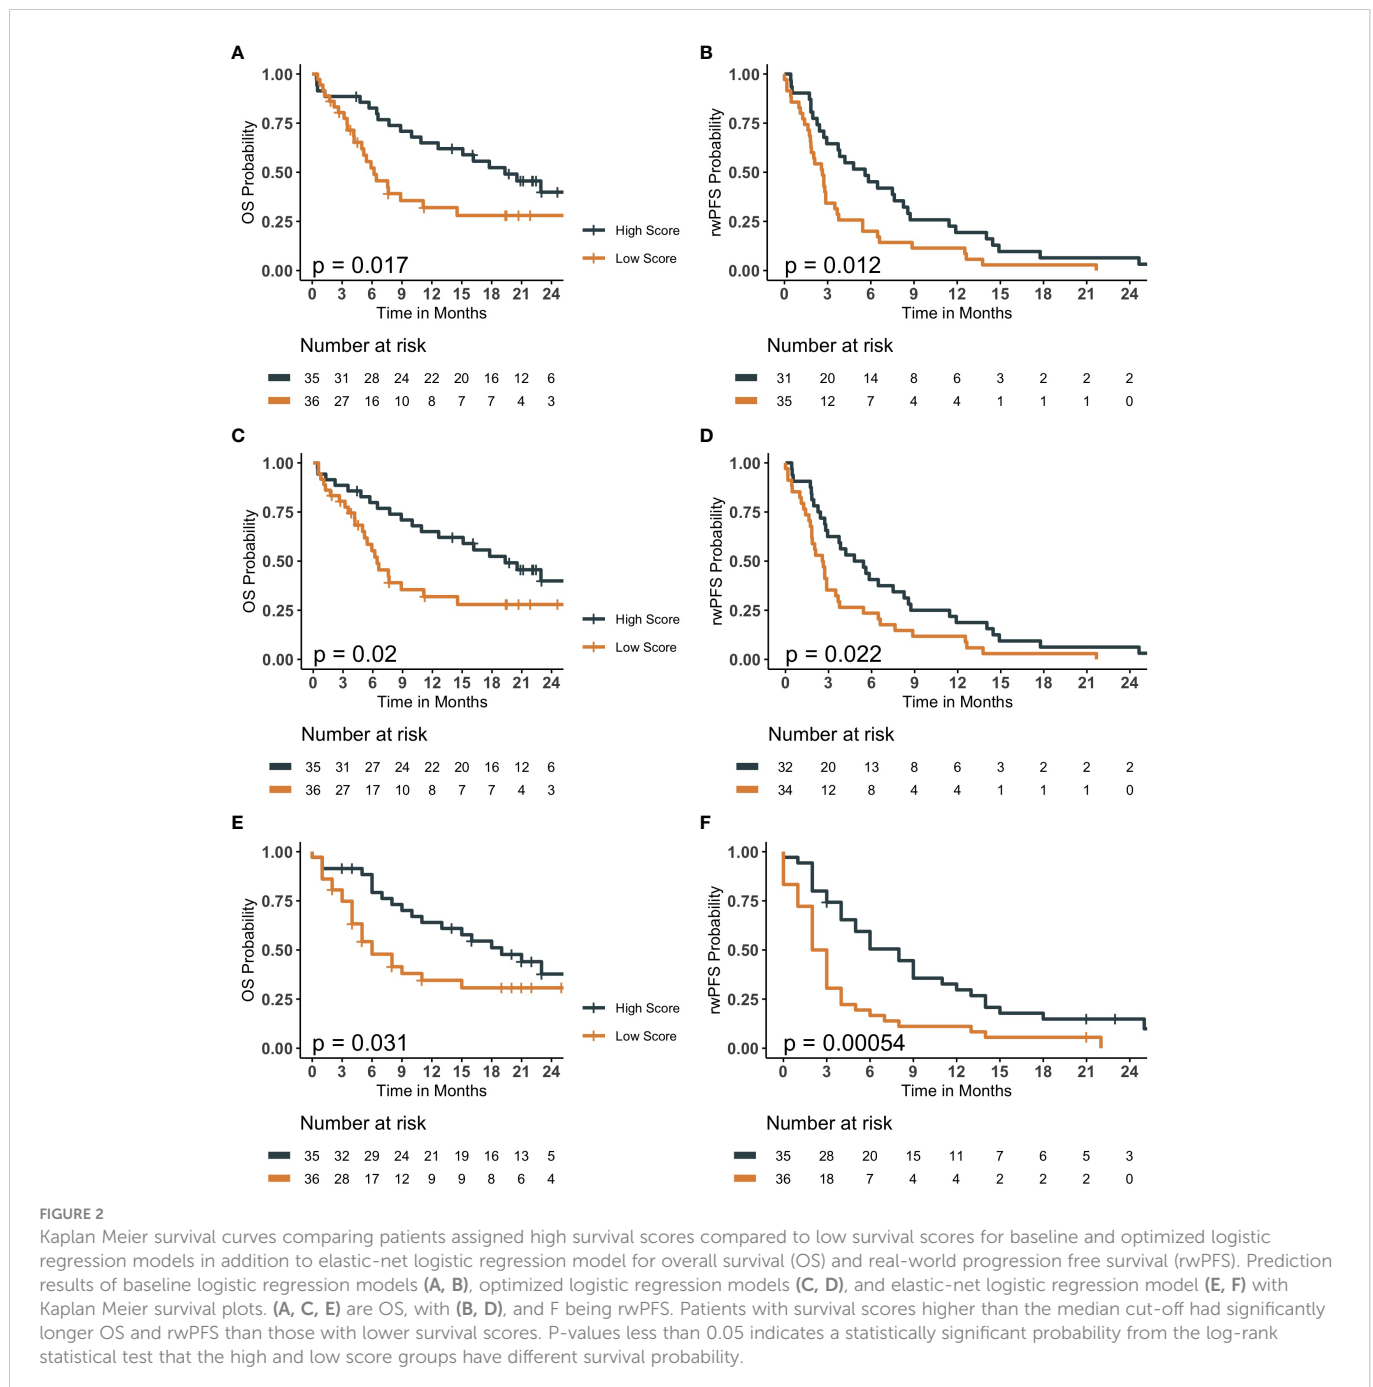 A
B
1.00
0.75
0.50
0.25
0.00
OS Probability
p = 0.017
0 3 6 9 12 15 18 21 24
Time in Months
High Score
Low Score
1.00
0.75
0.50
0.25
0.00
rwPFS Probability
p = 0.012
0 3 6 9 12 15 18 21 24
Time in Months
Number at risk
35 31 28 24 22 20 16 12 6
36 27 16 10 8 7 7 4 3
Number at risk
31 20 14 8 6 3 2 2 2
35 12 7 4 4 1 1 1 0
C
D
1.00
0.75
0.50
0.25
0.00
OS Probability
p = 0.02
0 3 6 9 12 15 18 21 24
Time in Months
High Score
Low Score
1.00
0.75
0.50
0.25
0.00
rwPFS Probability
p = 0.022
0 3 6 9 12 15 18 21 24
Time in Months
Number at risk
35 31 27 24 22 20 16 12 6
36 27 17 10 8 7 7 4 3
Number at risk
32 20 13 8 6 3 2 2 2
34 12 8 4 4 1 1 1 0
E
F
1.00
0.75
0.50
0.25
0.00
OS Probability
p = 0.031
0 3 6 9 12 15 18 21 24
Time in Months
High Score
Low Score
1.00
0.75
0.50
0.25
0.00
rwPFS Probability
p = 0.00054
0 3 6 9 12 15 18 21 24
Time in Months
Number at risk
35 32 29 24 21 19 16 13 5
36 28 17 12 9 9 8 6 4
Number at risk
35 28 20 15 11 7 6 5 3
36 18 7 4 4 2 2 2 0
FIGURE 2
Kaplan Meier survival curves comparing patients assigned high survival scores compared to low survival scores for baseline and optimized logistic
regression models in addition to elastic-net logistic regression model for overall survival (OS) and real-world progression free survival (rwPFS). Prediction
results of baseline logistic regression models (A, B), optimized logistic regression models (C, D), and elastic-net logistic regression model (E, F) with
Kaplan Meier survival plots. (A, C, E) are OS, with (B, D), and F being rwPFS. Patients with survival scores higher than the median cut-off had significantly
longer OS and rwPFS than those with lower survival scores. P-values less than 0.05 indicates a statistically significant probability from the log-rank
statistical test that the high and low score groups have different survival probability.